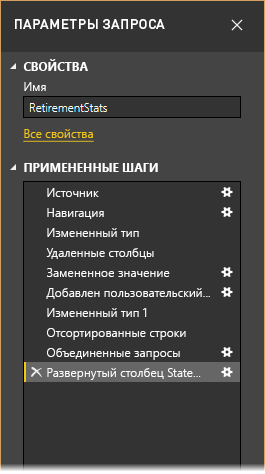 ПАРАМЕТРЫ ЗАПРОСА
СВОЙСТВА
Имя
RetirementStats
Все свойства
ПРИМЕНЕННЫЕ ШАГИ
Источник
Навигация
Измененный тип
Удаленные столбцы
Замененное значение
Добавлен пользовательский...
Измененный тип 1
Отсортированные строки
Объединенные запросы
Развернутый столбец State...